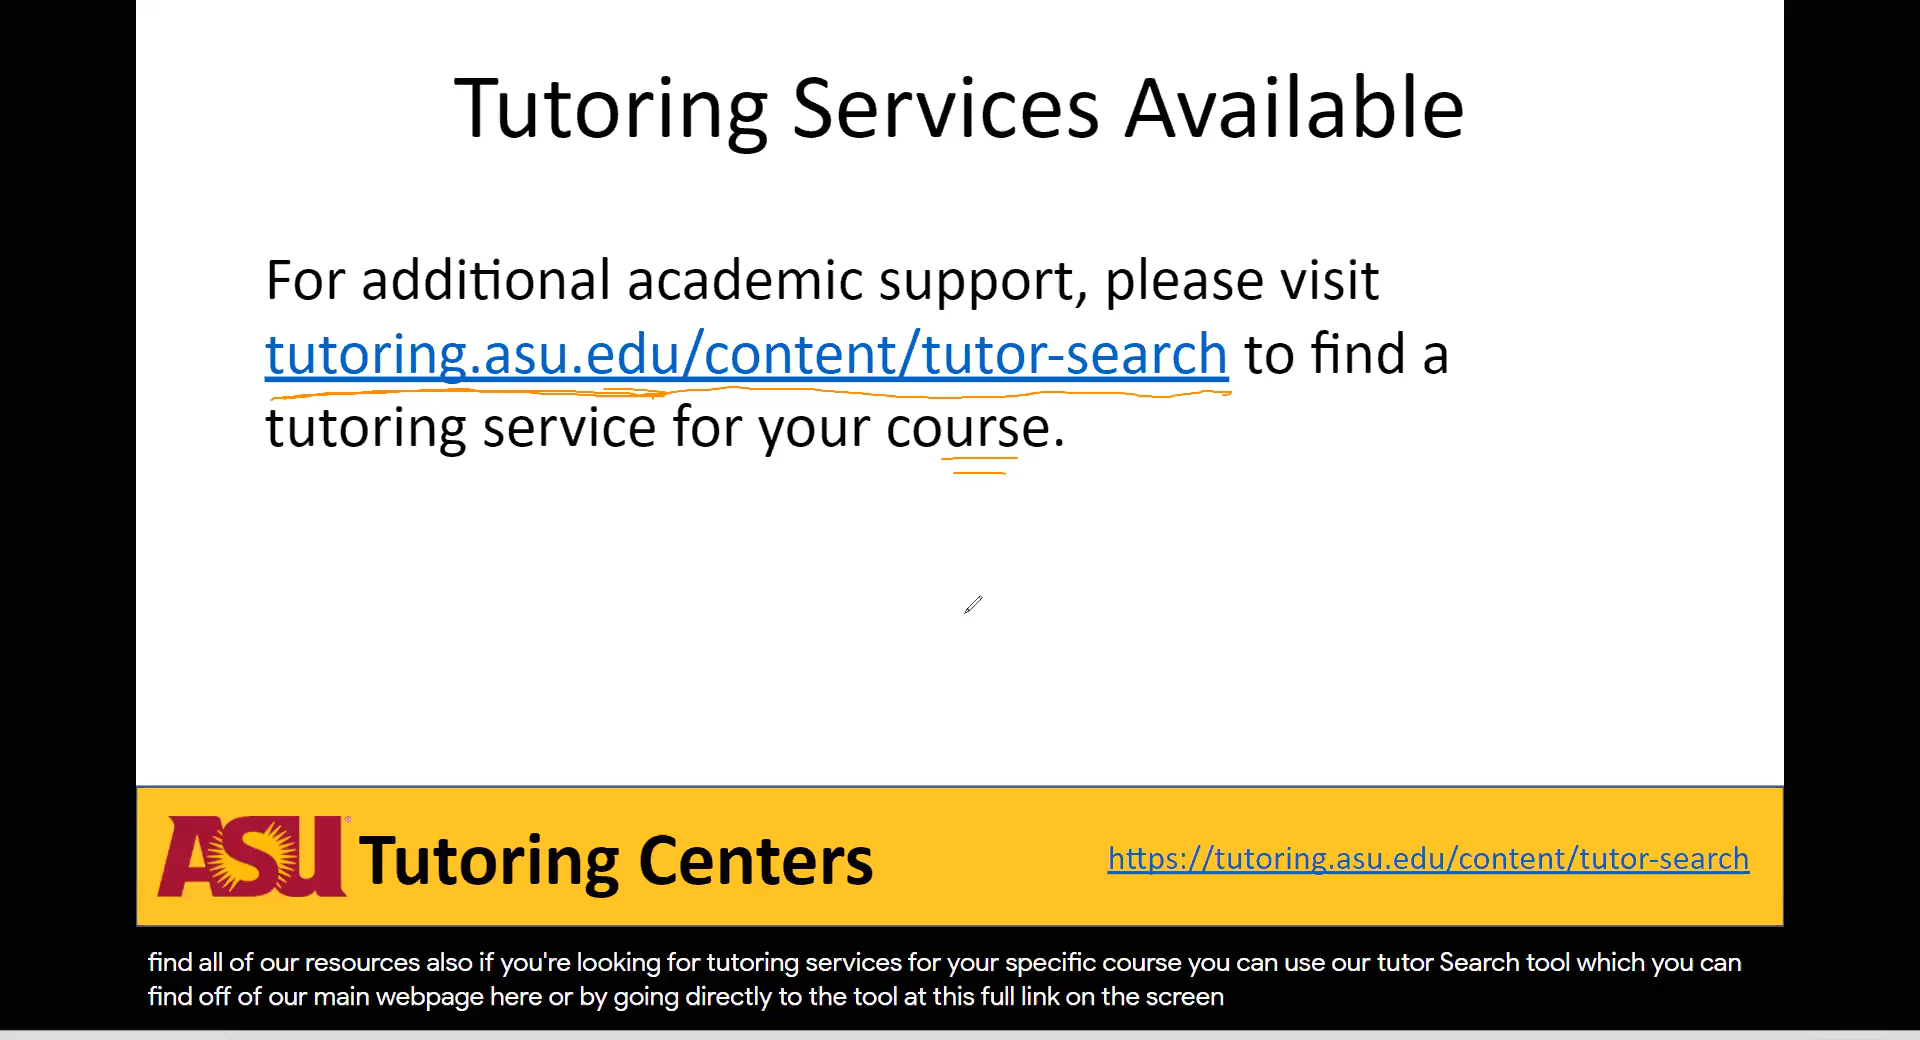 Tutoring Services Available
For additional academic support, please visit
tutoring.asu.edu/content/tutor-search to find a
tutoring service for your course.
ASU® Tutoring Centers
https://tutoring.asu.edu/content/tutor-search
find all of our resources also if you're looking for tutoring services for your specific course you can use our tutor Search tool which you can
find off of our main webpage here or by going directly to the tool at this full link on the screen